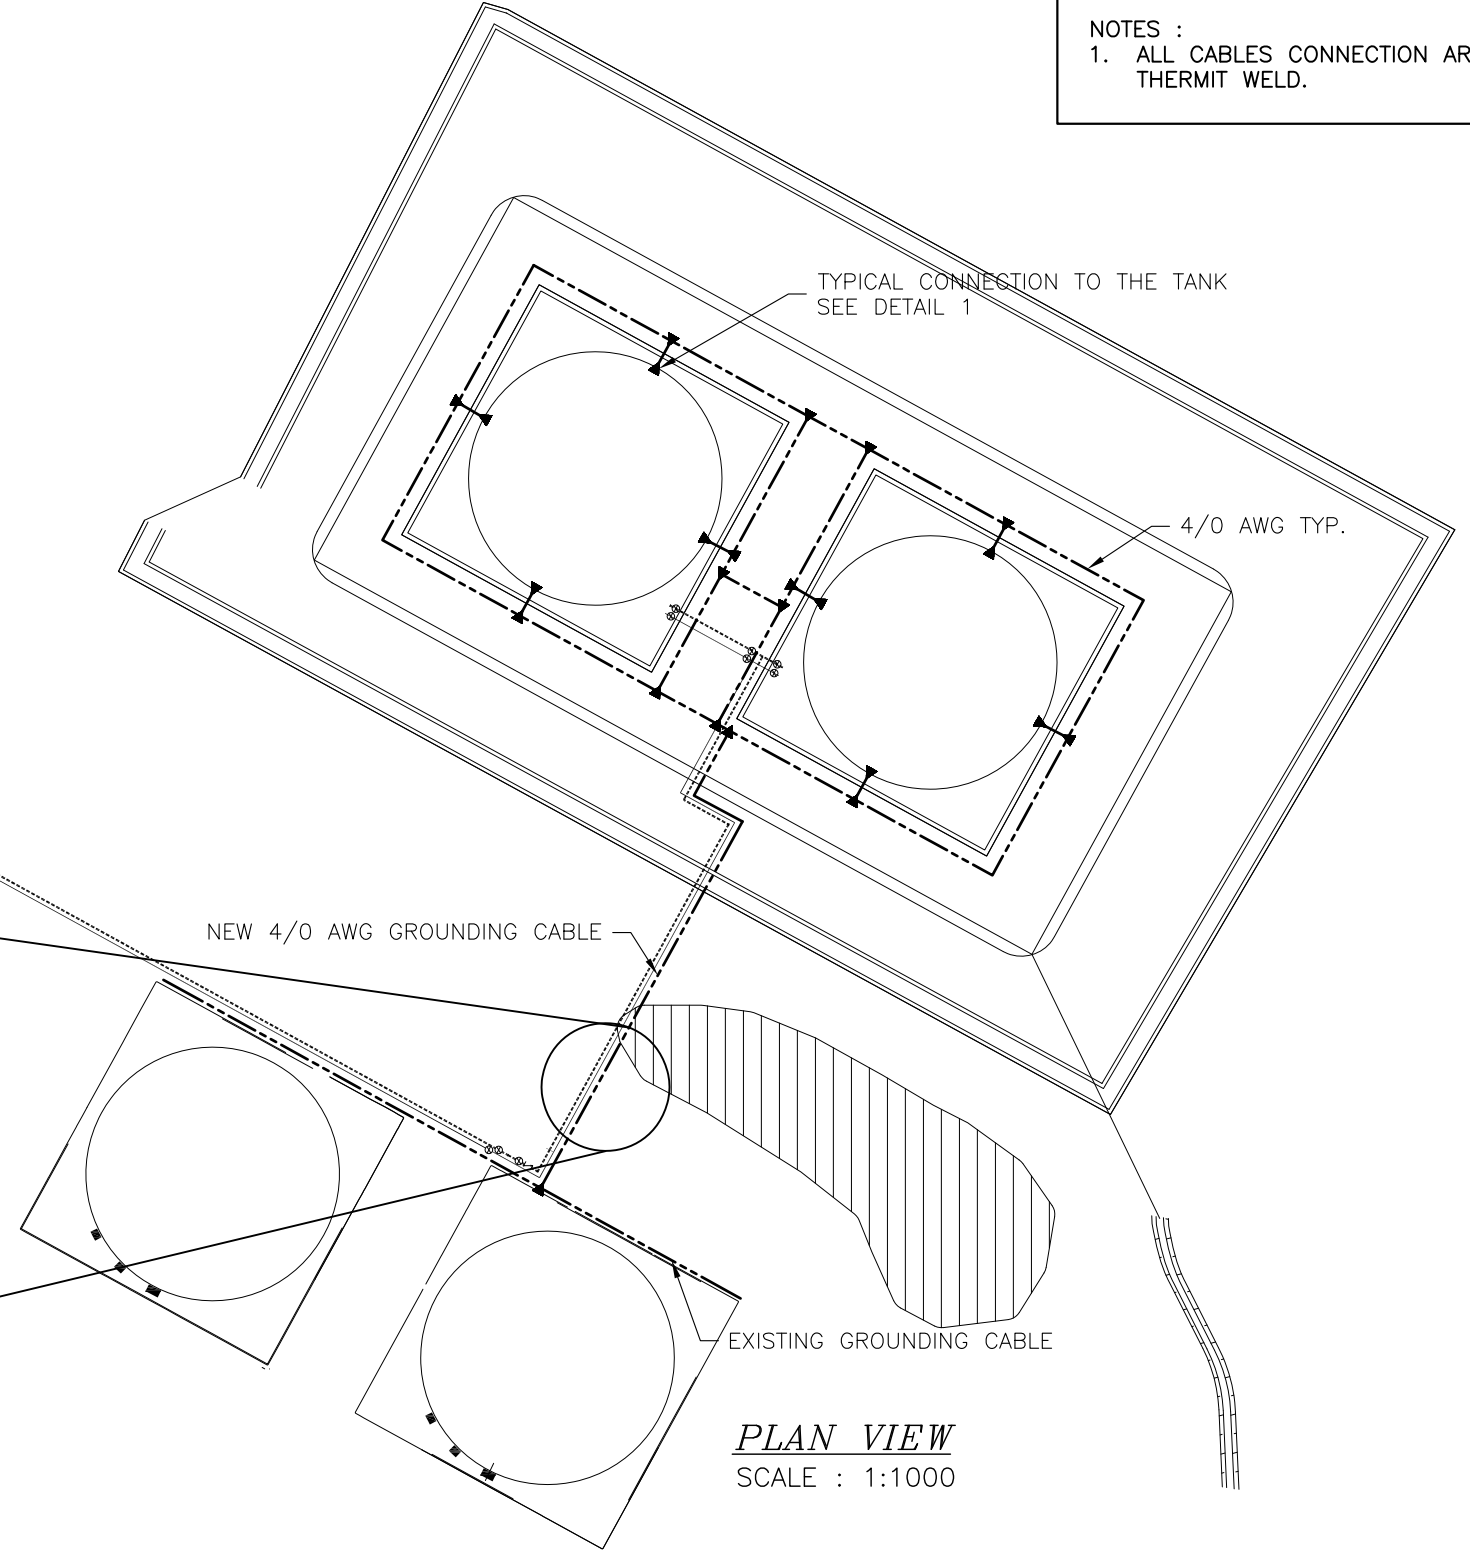 NOTES :
1. ALL CABLES CONNECTION AR
THERMIT WELD.
TYPICAL CONNECTION TO THE TANK
SEE DETAIL 1
4/0 AWG TYP.
NEW 4/0 AWG GROUNDING CABLE
EXISTING GROUNDING CABLE
PLAN VIEW
SCALE : 1:1000